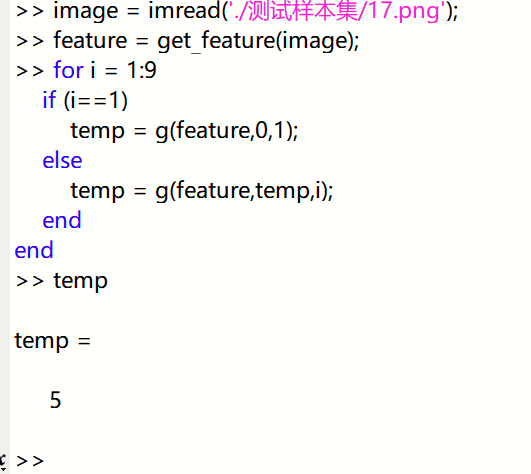 >> image = imread('./测试样本集/17.png');
>> feature = get_feature(image);
>> for i = 1:9
if (i==1)
temp = g(feature,0,1);
else
temp = g(feature,temp,i);
end
end
>> temp
temp =
5
>>